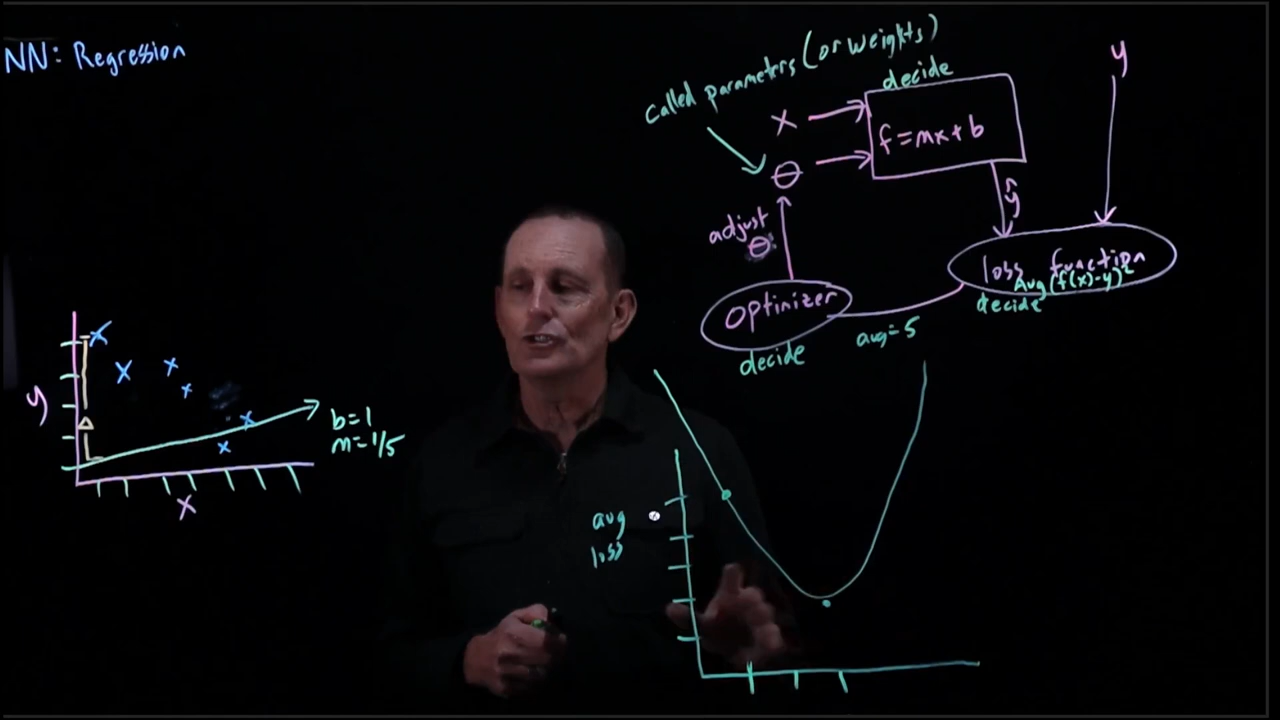 NN: Regression
called parameters (or weights)
decide
y
x
f=mx+b
θ
ŷ
adjust
θ
loss function
Avg(f(x)-y)²
decide
optimizer
avg=5
decide
y
Δ
b=1
m=1/5
x
avg
loss